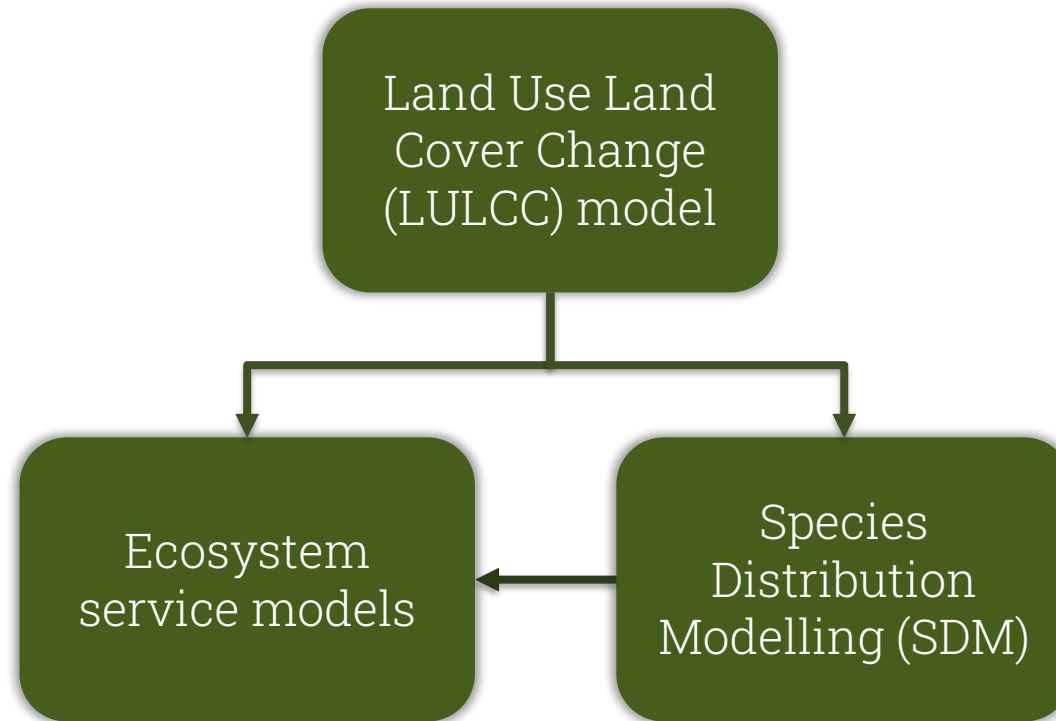 Land Use Land
Cover Change
(LULCC) model
Ecosystem
service models
Species
Distribution
Modelling (SDM)